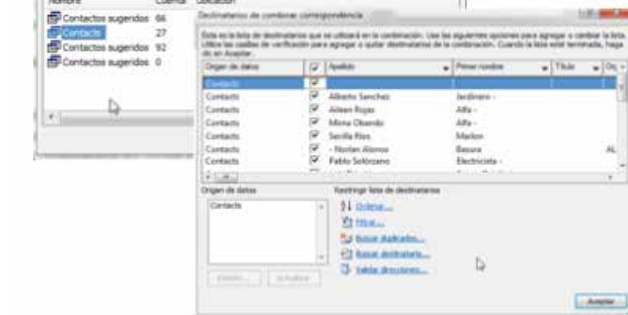 Nombre Cuenta Ubicación
Contactos sugeridos 66
Contacts 27
Contactos sugeridos 92
Contactos sugeridos 0
Destinatarios de combinar correspondencia
Esta es la lista de destinatarios que se utilizará en la combinación. Use las siguientes opciones para agregar o cambiar la lista.
Utilice las casillas de verificación para agregar o quitar destinatarios de la combinación. Cuando la lista esté terminada, haga
clic en Aceptar.
Origen de datos Apellido Primer nombre Título Org
Contacts
Contacts Alberto Sanchez Jardinero -
Contacts Aileen Rojas Alfa -
Contacts Mirna Obando Alfa -
Contacts Sevilla Rios Marlon
Contacts - Norlan Alonso Basura AL
Contacts Pablo Solórzano Electricista -
Origen de datos
Contacts
Restringir lista de destinatarios
Ordenar...
Filtrar...
Buscar duplicados...
Buscar destinatario...
Validar direcciones...
Edición... Actualizar
Aceptar